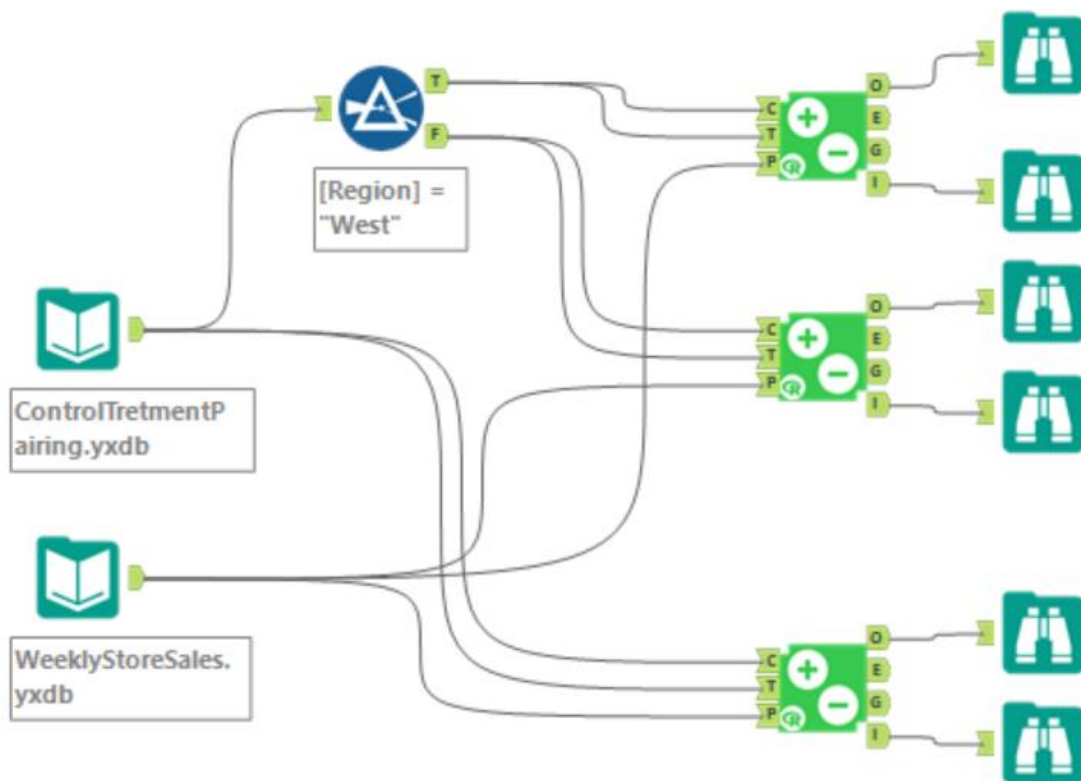 T
F
[Region] =
"West"
C
T
P
R
O
E
G
I
ControlTretmentP
airing.yxdb
C
T
P
R
O
E
G
I
WeeklyStoreSales.
yxdb
C
T
P
R
O
E
G
I